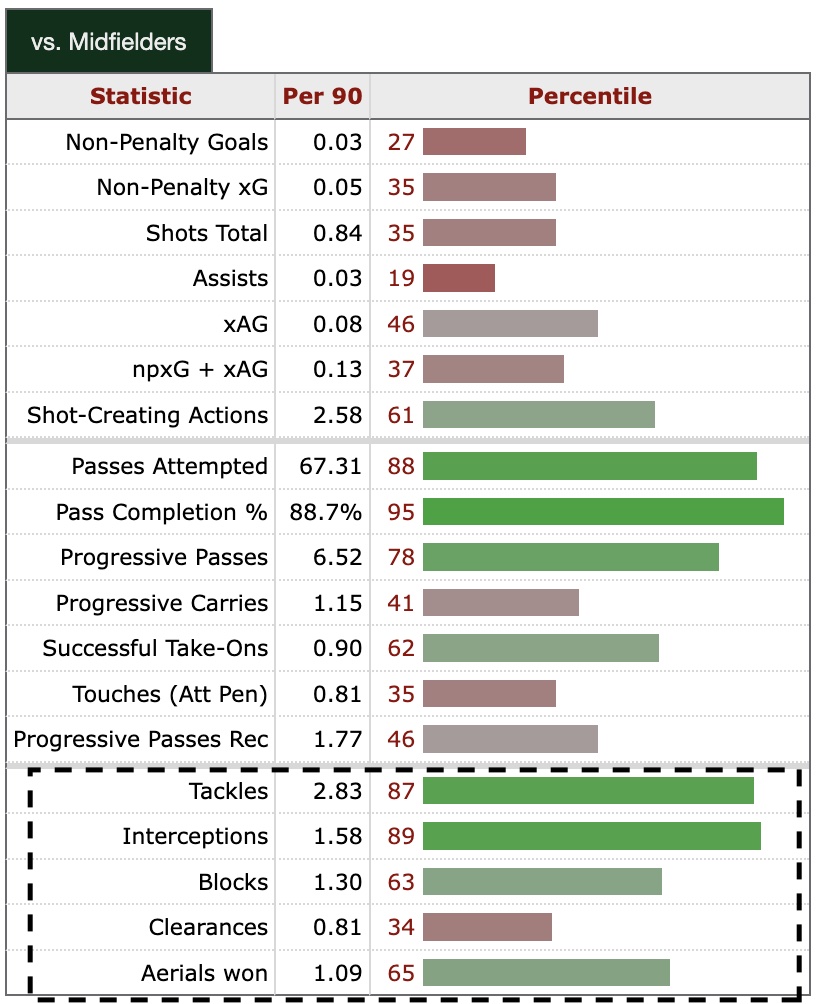 vs. Midfielders
Statistic Per 90 Percentile
Non-Penalty Goals 0.03 27
Non-Penalty xG 0.05 35
Shots Total 0.84 35
Assists 0.03 19
xAG 0.08 46
npxG + xAG 0.13 37
Shot-Creating Actions 2.58 61
Passes Attempted 67.31 88
Pass Completion % 88.7% 95
Progressive Passes 6.52 78
Progressive Carries 1.15 41
Successful Take-Ons 0.90 62
Touches (Att Pen) 0.81 35
Progressive Passes Rec 1.77 46
Tackles 2.83 87
Interceptions 1.58 89
Blocks 1.30 63
Clearances 0.81 34
Aerials won 1.09 65